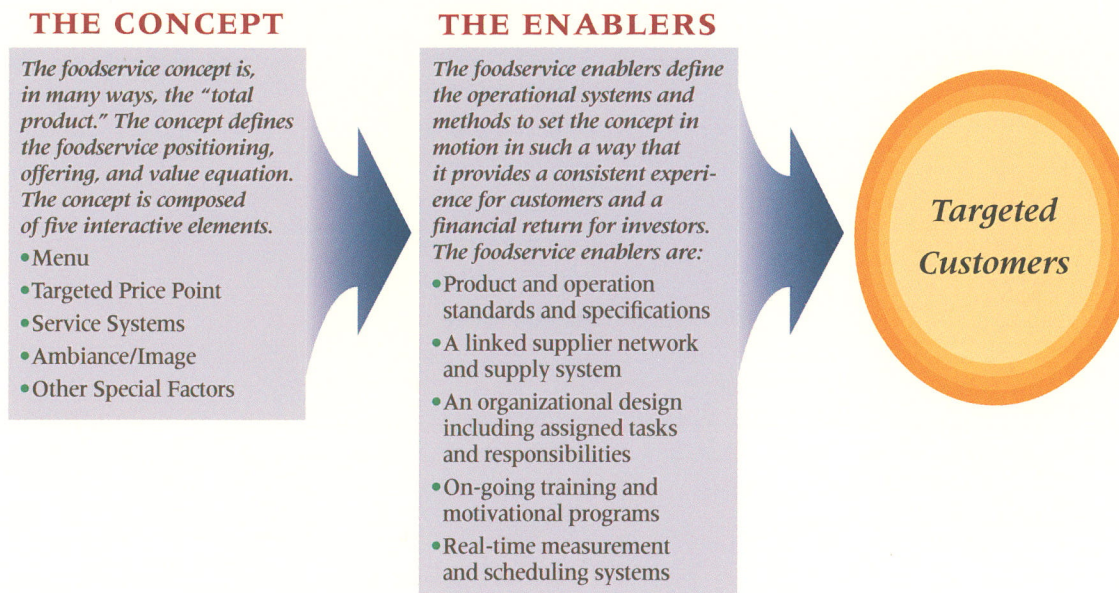 THE CONCEPT
The foodservice concept is,
in many ways, the “total
product.” The concept defines
the foodservice positioning,
offering, and value equation.
The concept is composed
of five interactive elements.
•Menu
•Targeted Price Point
•Service Systems
•Ambiance/Image
•Other Special Factors
THE ENABLERS
The foodservice enablers define
the operational systems and
methods to set the concept in
motion in such a way that
it provides a consistent experi-
ence for customers and a
financial return for investors.
The foodservice enablers are:
•Product and operation
standards and specifications
•A linked supplier network
and supply system
•An organizational design
including assigned tasks
and responsibilities
•On-going training and
motivational programs
•Real-time measurement
and scheduling systems
Targeted
Customers